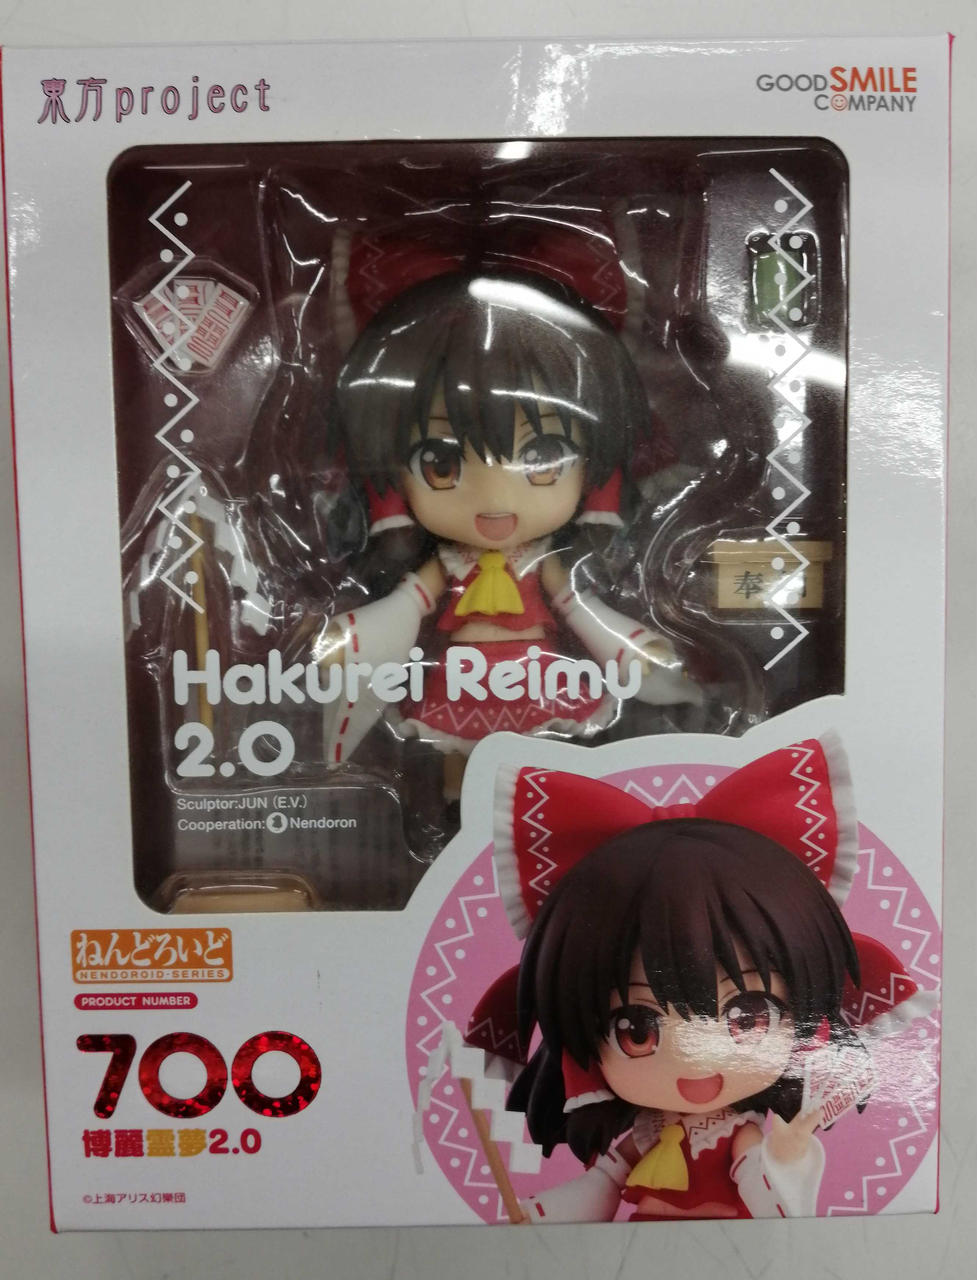 東方project
GOOD SMILE
COMPANY
奉
Hakurei Reimu
2.0
Sculptor:JUN (E.V.)
Cooperation: Nendoron
ねんどろいど
NENDOROID-SERIES
PRODUCT NUMBER
700
博麗霊夢2.0
©上海アリス幻樂団